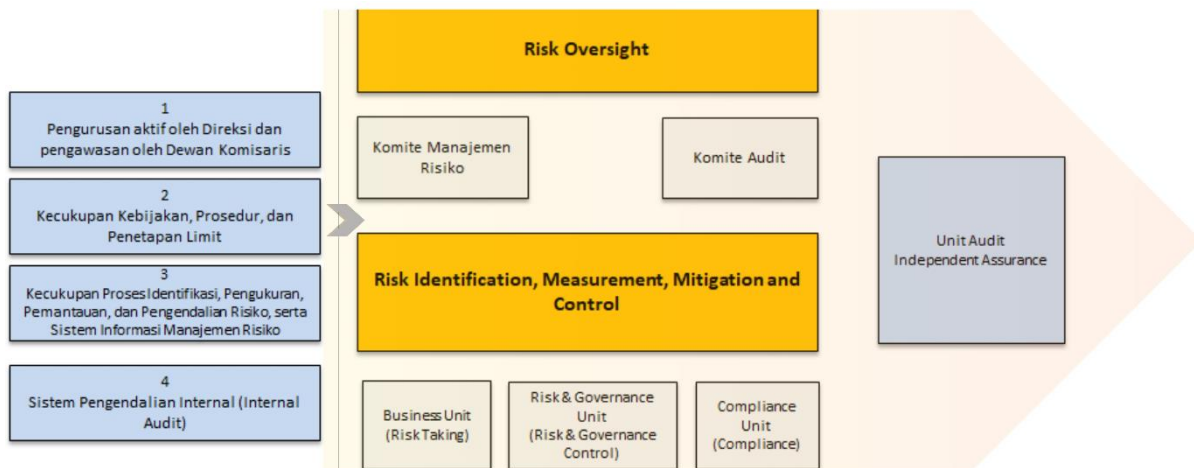 1
Pengurusan aktif oleh Direksi dan
pengawasan oleh Dewan Komisaris
2
Kecukupan Kebijakan, Prosedur, dan
Penetapan Limit
3
Kecukupan Proses Identifikasi, Pengukuran,
Pemantauan, dan Pengendalian Risiko, serta
Sistem Informasi Manajemen Risiko
4
Sistem Pengendalian Internal (Internal
Audit)
Risk Oversight
Komite Manajemen
Risiko
Komite Audit
Risk Identification, Measurement, Mitigation and
Control
Business Unit
(Risk Taking)
Risk & Governance
Unit
(Risk & Governance
Control)
Compliance
Unit
(Compliance)
Unit Audit
Independent Assurance